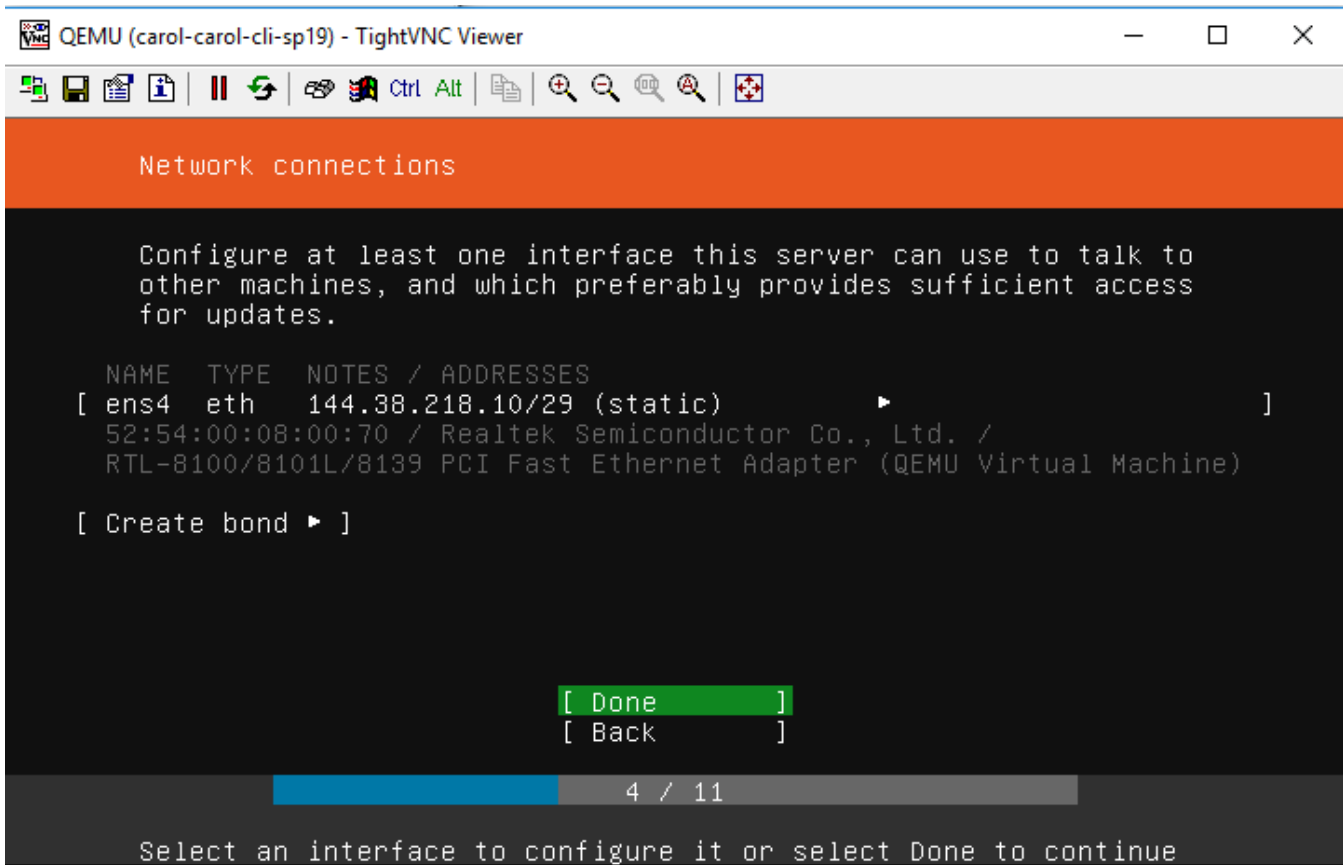 QEMU (carol-carol-cli-sp19) - TightVNC Viewer
Ctrl Alt
Network connections
Configure at least one interface this server can use to talk to
other machines, and which preferably provides sufficient access
for updates.
NAME TYPE NOTES / ADDRESSES
[ ens4 eth 144.38.218.10/29 (static) ▸ ]
52:54:00:08:00:70 / Realtek Semiconductor Co., Ltd. /
RTL-8100/8101L/8139 PCI Fast Ethernet Adapter (QEMU Virtual Machine)
[ Create bond ▸ ]
[ Done ]
[ Back ]
4 / 11
Select an interface to configure it or select Done to continue